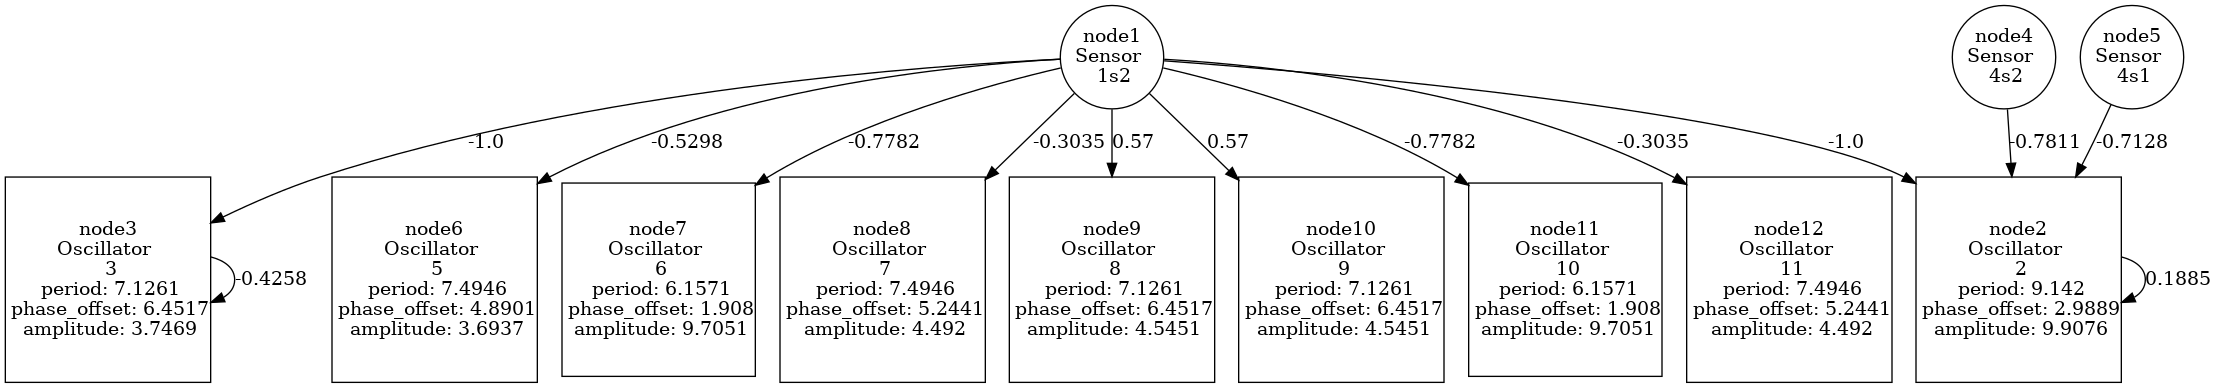 node1
Sensor
1s2
node4
Sensor
4s2
node5
Sensor
4s1
-1.0
-0.5298
-0.7782
-0.3035
0.57
0.57
-0.7782
-0.3035
-1.0
-0.7811
-0.7128
node3
Oscillator
3
period: 7.1261
phase_offset: 6.4517
amplitude: 3.7469
-0.4258
node6
Oscillator
5
period: 7.4946
phase_offset: 4.8901
amplitude: 3.6937
node7
Oscillator
6
period: 6.1571
phase_offset: 1.908
amplitude: 9.7051
node8
Oscillator
7
period: 7.4946
phase_offset: 5.2441
amplitude: 4.492
node9
Oscillator
8
period: 7.1261
phase_offset: 6.4517
amplitude: 4.5451
node10
Oscillator
9
period: 7.1261
phase_offset: 6.4517
amplitude: 4.5451
node11
Oscillator
10
period: 6.1571
phase_offset: 1.908
amplitude: 9.7051
node12
Oscillator
11
period: 7.4946
phase_offset: 5.2441
amplitude: 4.492
node2
Oscillator
2
period: 9.142
phase_offset: 2.9889
amplitude: 9.9076
0.1885